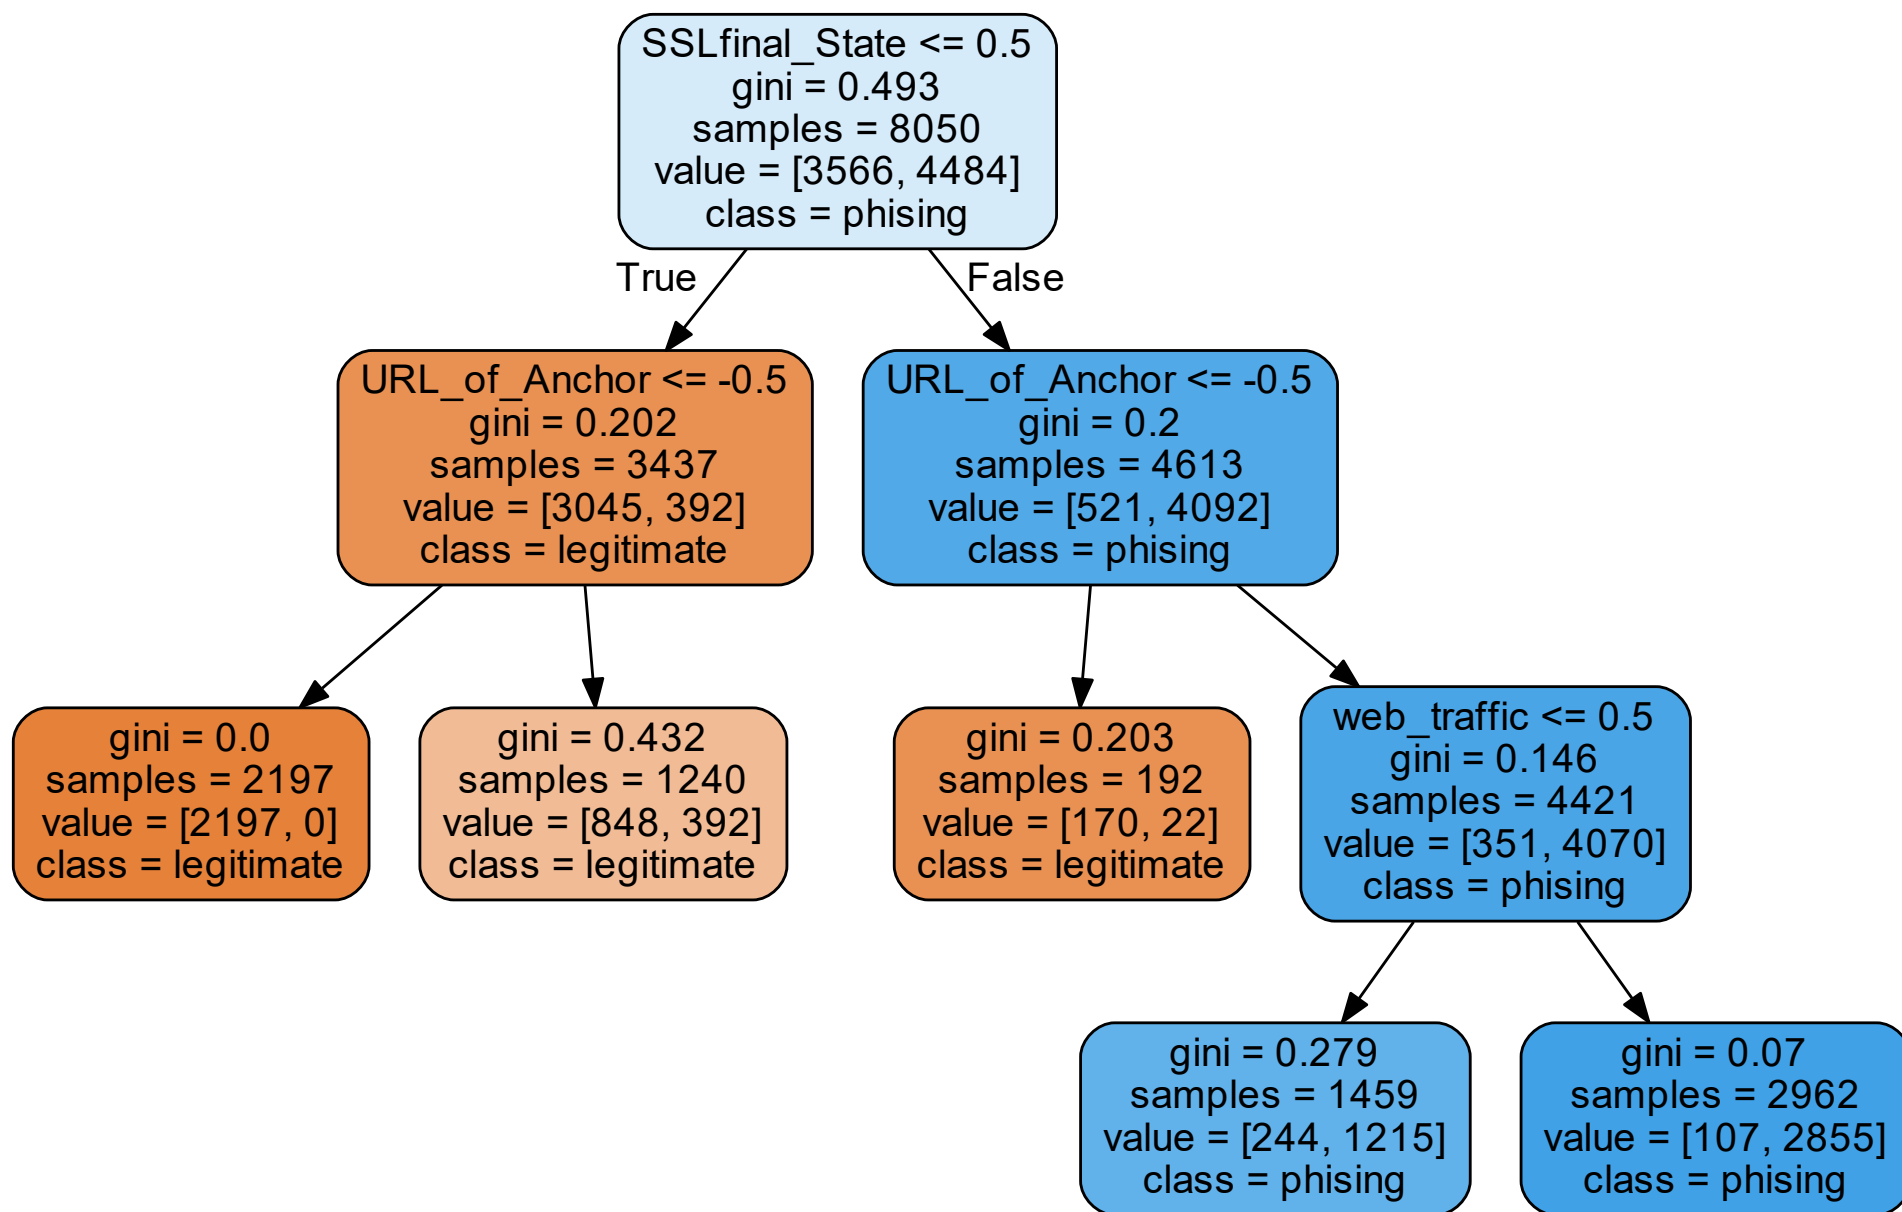 SSLfinal_State <= 0.5
gini = 0.493
samples = 8050
value = [3566, 4484]
class = phising
True
False
URL_of_Anchor <= -0.5
gini = 0.202
samples = 3437
value = [3045, 392]
class = legitimate
URL_of_Anchor <= -0.5
gini = 0.2
samples = 4613
value = [521, 4092]
class = phising
gini = 0.0
samples = 2197
value = [2197, 0]
class = legitimate
gini = 0.432
samples = 1240
value = [848, 392]
class = legitimate
gini = 0.203
samples = 192
value = [170, 22]
class = legitimate
web_traffic <= 0.5
gini = 0.146
samples = 4421
value = [351, 4070]
class = phising
gini = 0.279
samples = 1459
value = [244, 1215]
class = phising
gini = 0.07
samples = 2962
value = [107, 2855]
class = phising